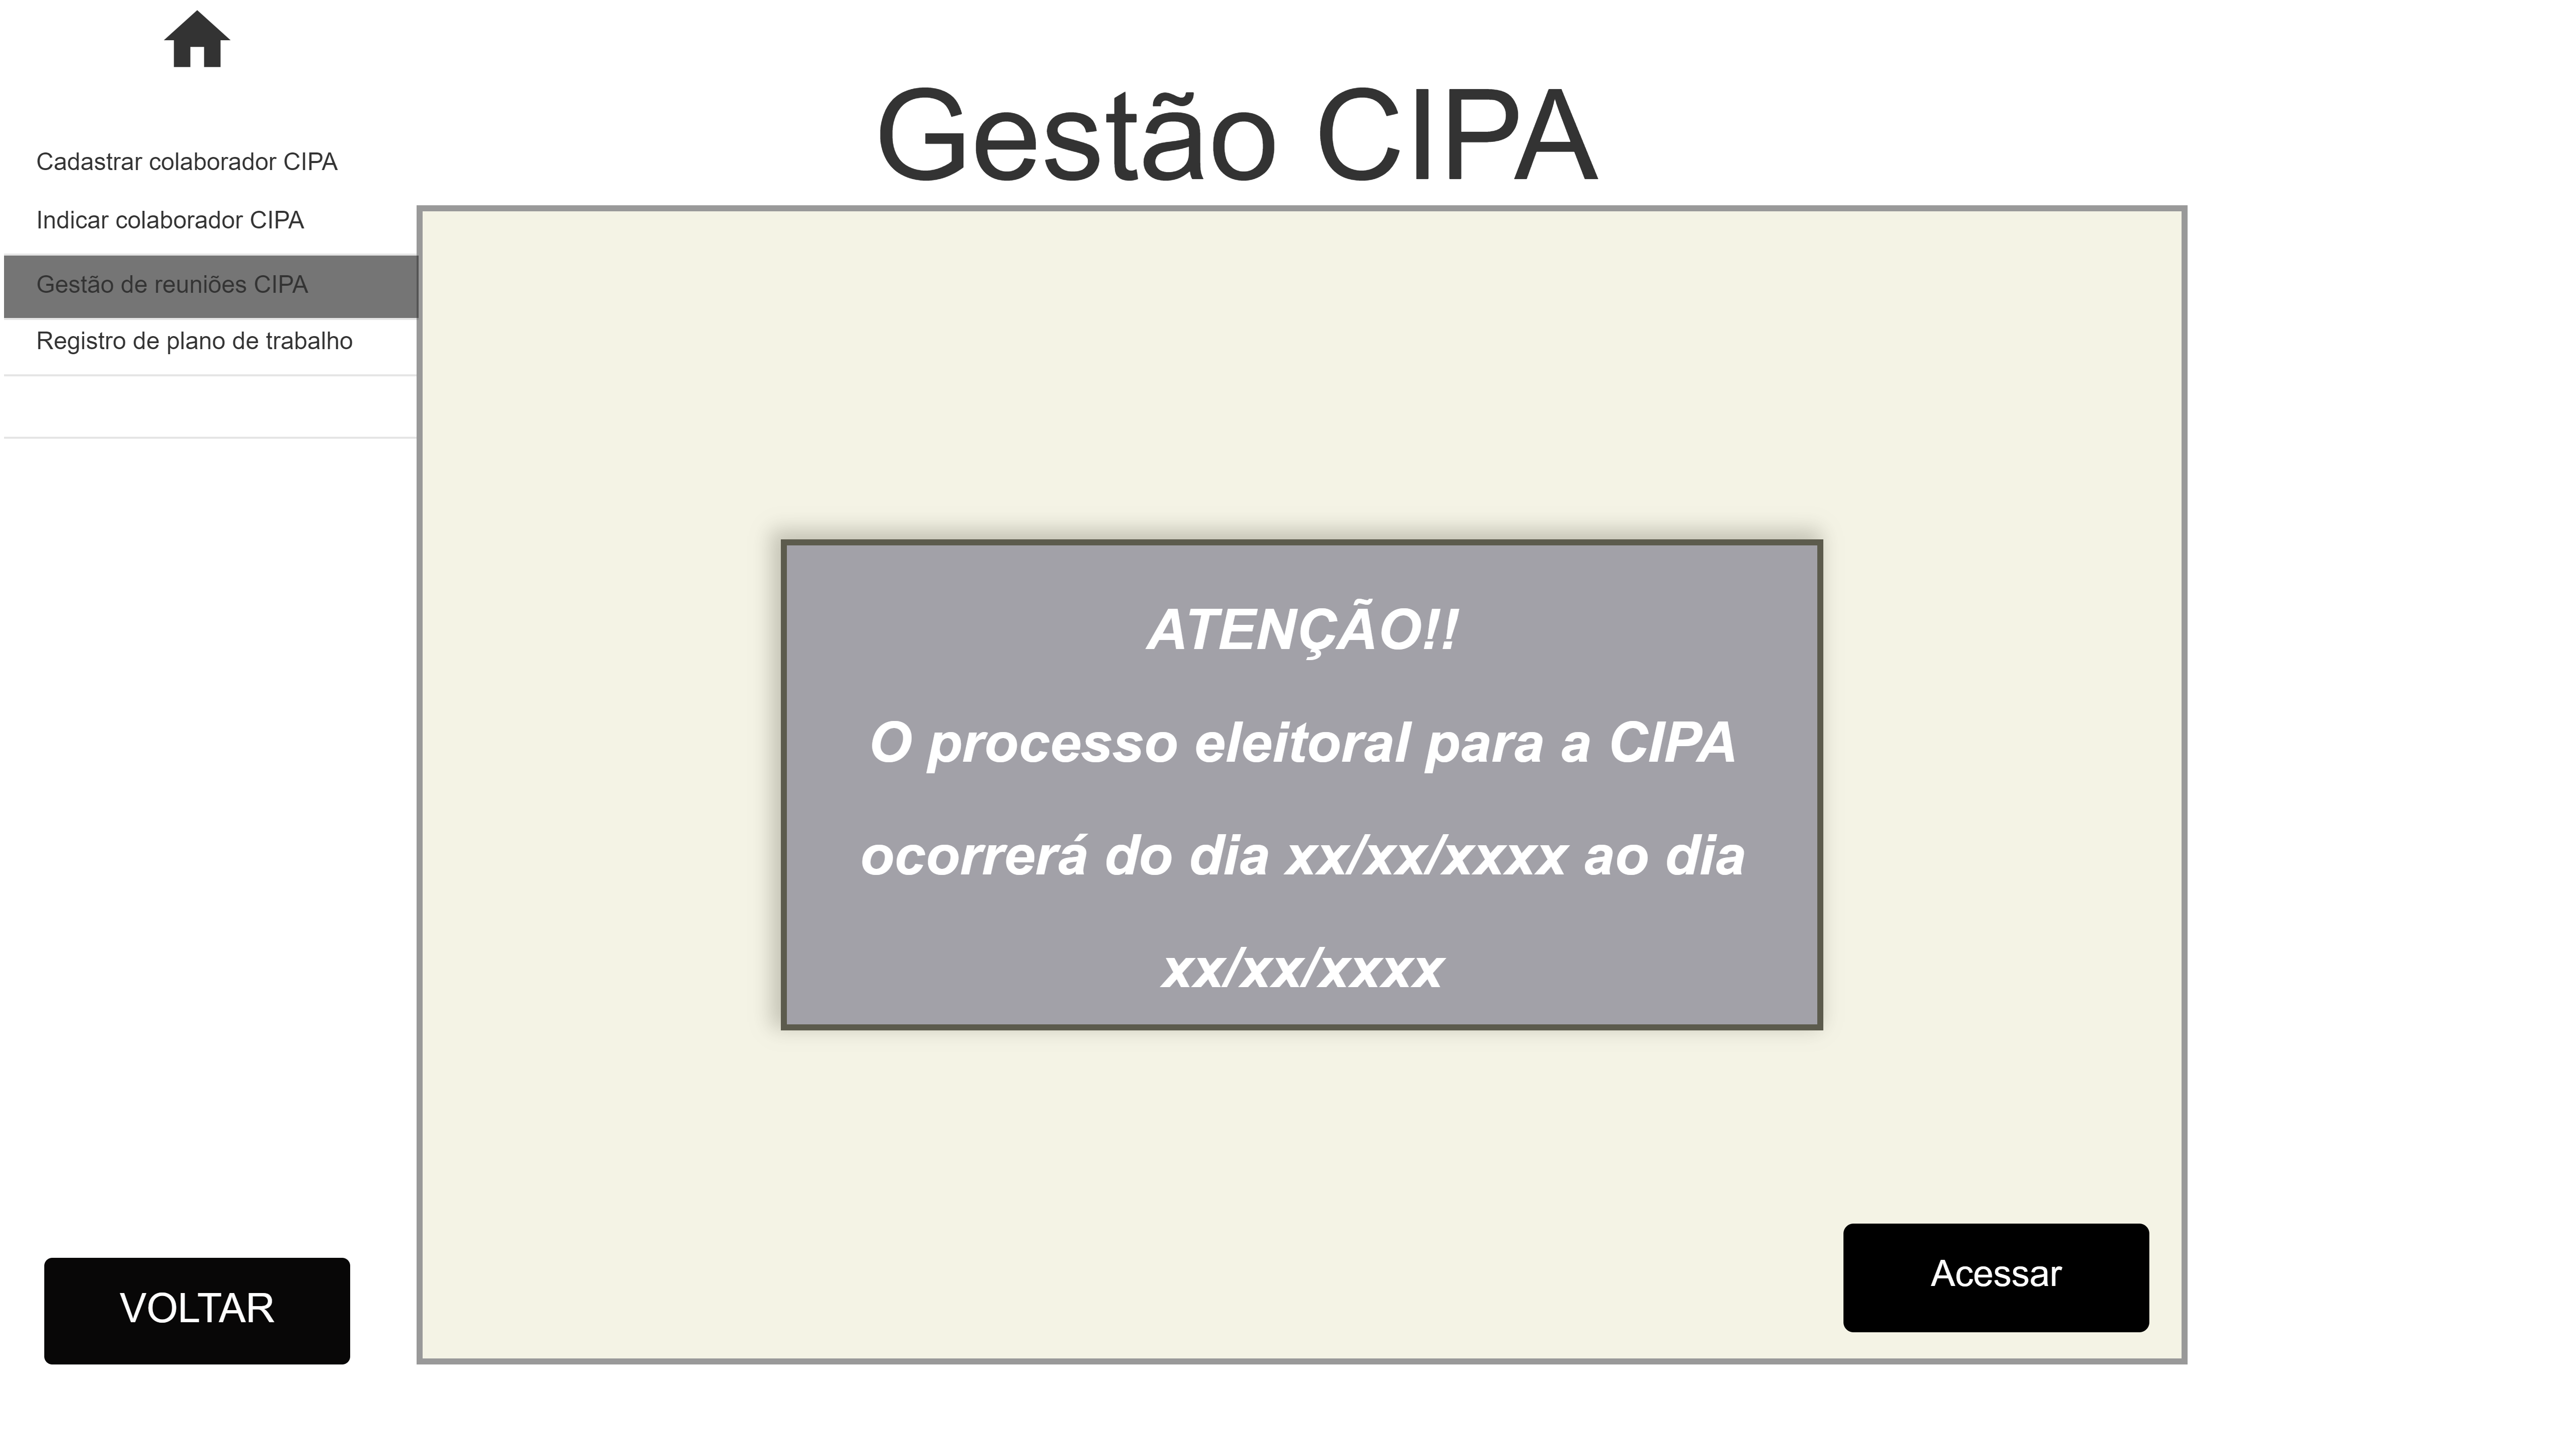 Gestão CIPA
Cadastrar colaborador CIPA
Indicar colaborador CIPA
Gestão de reuniões CIPA
Registro de plano de trabalho
ATENÇÃO!!
O processo eleitoral para a CIPA
ocorrerá do dia xx/xx/xxxx ao dia
xx/xx/xxxx
Acessar
VOLTAR